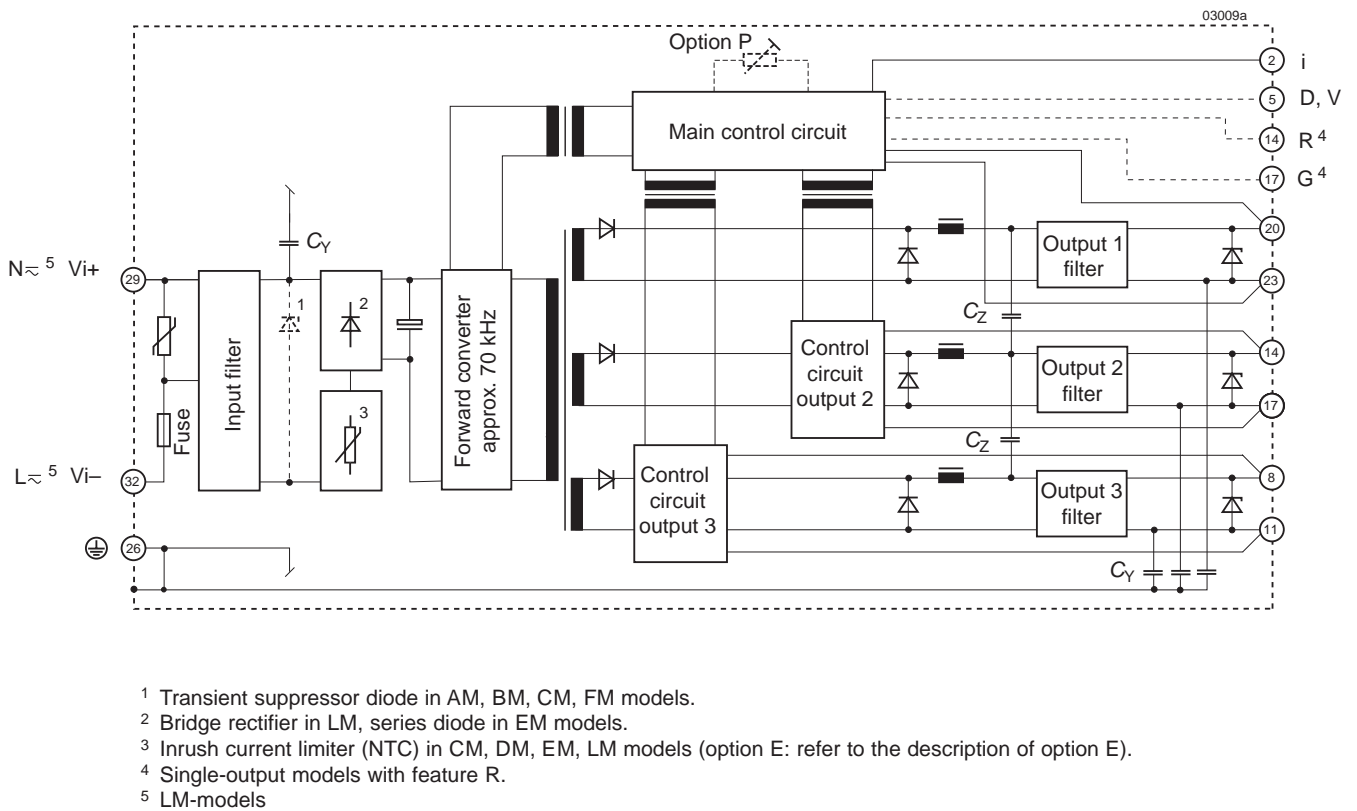 03009a
Option P
2 i
5 D, V
Main control circuit
14 R 4
17 G 4
20
CY
Output 1
filter
N≂ 5 Vi+
29
23
1
2
CZ
Input filter
Forward converter
approx. 70 kHz
Control
circuit
output 2
14
Output 2
filter
Fuse
3
17
CZ
L≂ 5 Vi–
32
Control
circuit
output 3
8
Output 3
filter
11
26
CY
1 Transient suppressor diode in AM, BM, CM, FM models.
2 Bridge rectifier in LM, series diode in EM models.
3 Inrush current limiter (NTC) in CM, DM, EM, LM models (option E: refer to the description of option E).
4 Single-output models with feature R.
5 LM-models